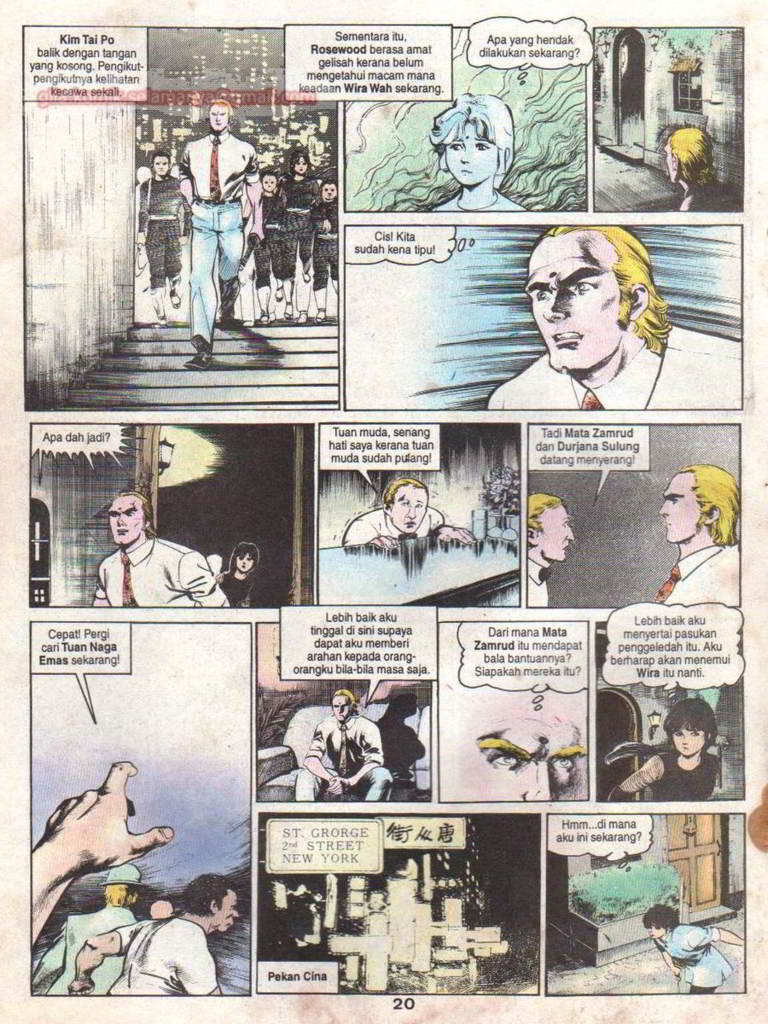 Kim Tai Po
balik dengan tangan
yang kosong. Pengikut-
pengikutnya kelihatan
kecewa sekali.
Sementara itu,
Rosewood berasa amat
gelisah kerana belum
mengetahui macam mana
keadaan Wira Wah sekarang.
Apa yang hendak
dilakukan sekarang?
Cis! Kita
sudah kena tipu!
Apa dah jadi?
Tuan muda, senang
hati saya kerana tuan
muda sudah pulang!
Tadi Mata Zamrud
dan Durjana Sulung
datang menyerang!
Cepat! Pergi
cari Tuan Naga
Emas sekarang!
Lebih baik aku
tinggal di sini supaya
dapat aku memberi
arahan kepada orang-
orangku bila-bila masa saja.
Dari mana Mata
Zamrud itu mendapat
bala bantuannya?
Siapakah mereka itu?
Lebih baik aku
menyertai pasukan
penggeledah itu. Aku
berharap akan menemui
Wira itu nanti.
ST. GRORGE
2nd STREET
NEW YORK
街从唐
Pekan Cina
Hmm...di mana
aku ini sekarang?
20